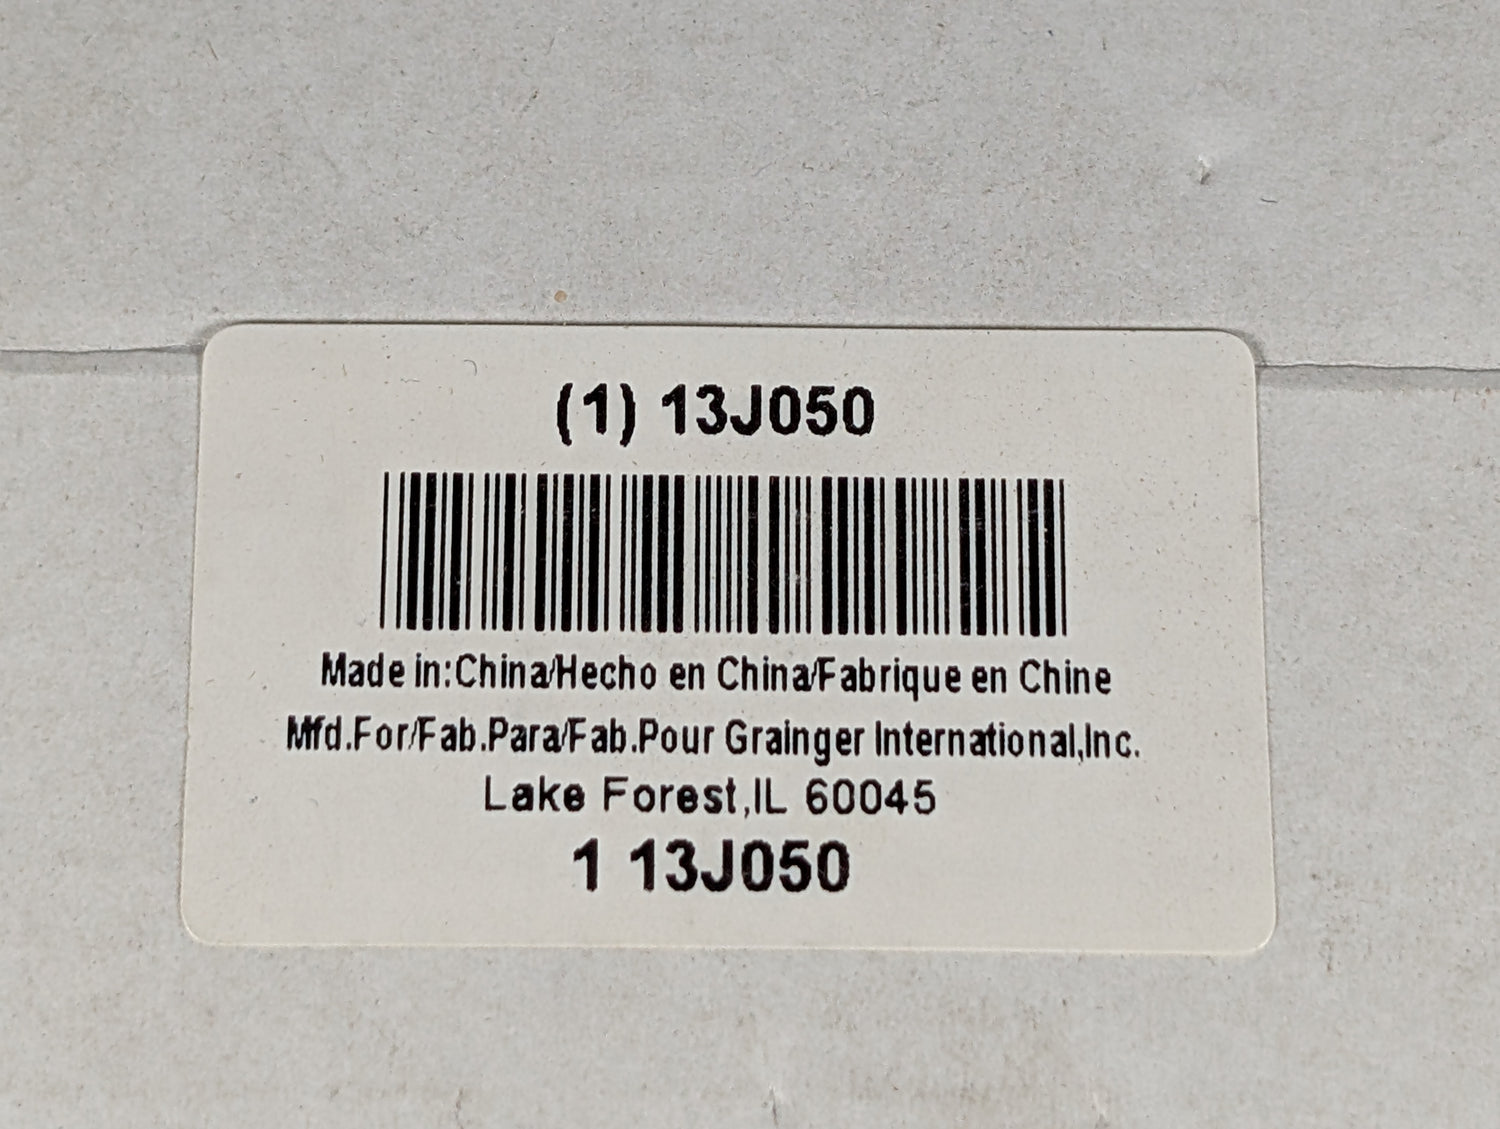 (1) 13J050
Made in:China/Hecho en China/Fabrique en Chine
Mfd.For/Fab.Para/Fab.Pour Grainger International,Inc.
Lake Forest,IL 60045
1 13J050